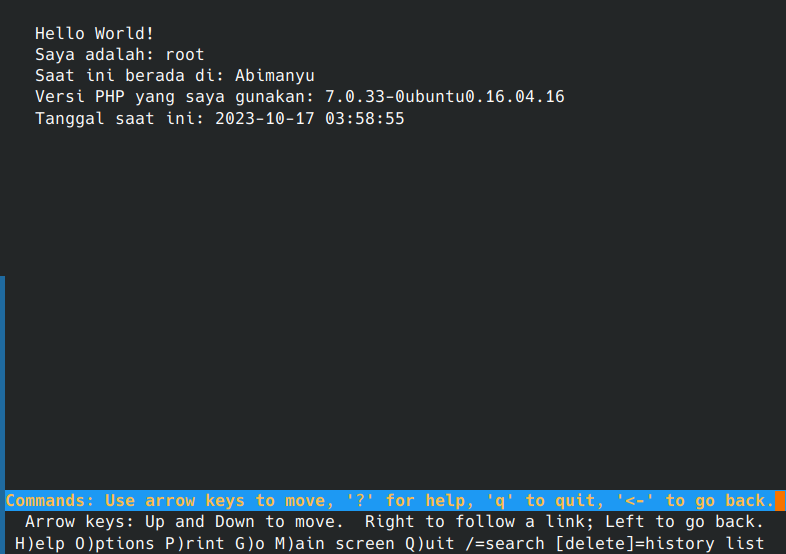 Hello World!
Saya adalah: root
Saat ini berada di: Abimanyu
Versi PHP yang saya gunakan: 7.0.33-0ubuntu0.16.04.16
Tanggal saat ini: 2023-10-17 03:58:55
Commands: Use arrow keys to move, '?' for help, 'q' to quit, '<-' to go back.
Arrow keys: Up and Down to move.  Right to follow a link; Left to go back.
H)elp O)ptions P)rint G)o M)ain screen Q)uit /=search [delete]=history list